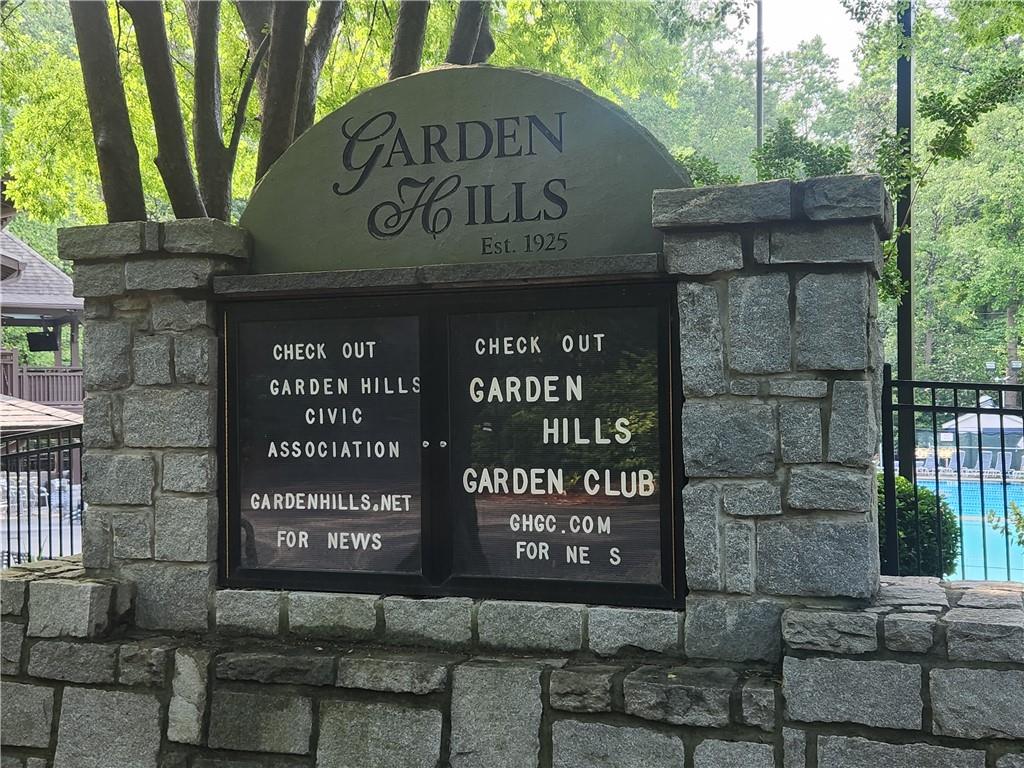 GARDEN
HILLS
Est. 1925
CHECK OUT
GARDEN HILLS
CIVIC
ASSOCIATION
GARDENHILLS.NET
FOR NEWS
CHECK OUT
GARDEN
HILLS
GARDEN CLUB
GHGC.COM
FOR NE S